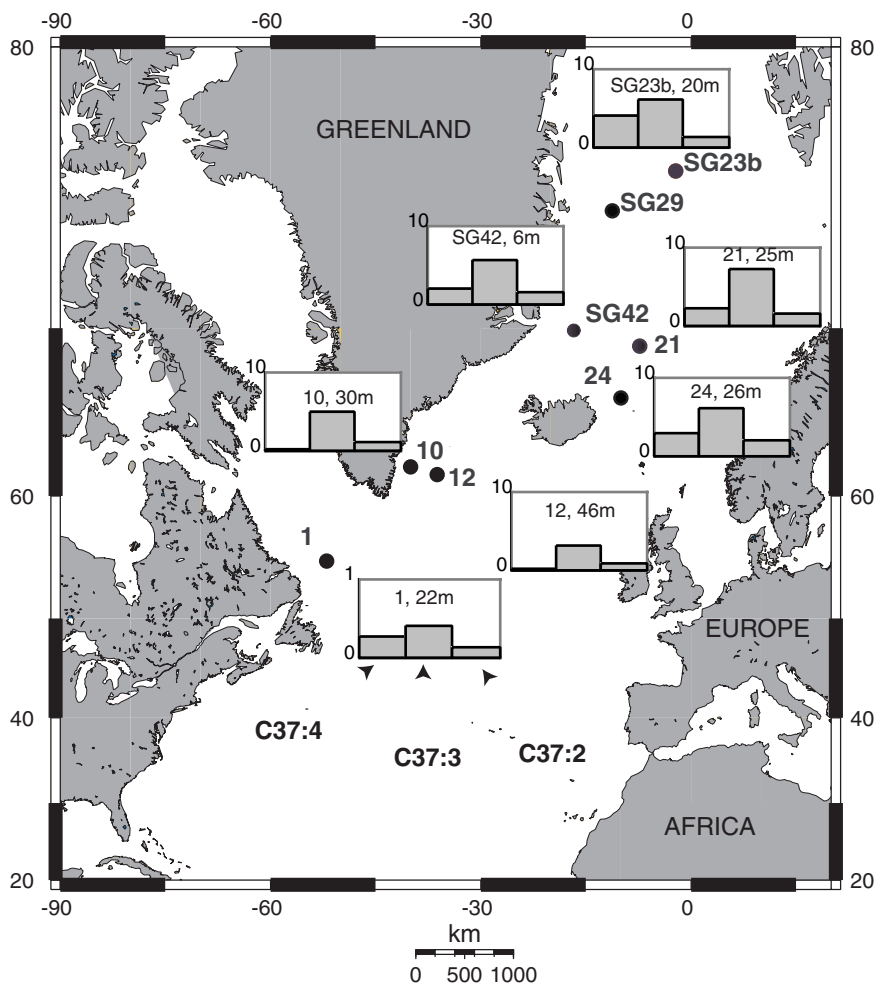 -90 -60 -30 0
80 80
10
SG23b, 20m
0
GREENLAND
SG23b
SG29
10
SG42, 6m
0
10
21, 25m
0
SG42
21
24
10
10, 30m
0
10
24, 26m
0
10
12
60 60
10
12, 46m
0
1
1
1, 22m
0
EUROPE
C37:4
C37:3
C37:2
40 40
AFRICA
20 20
-90 -60 -30 0
km
0 500 1000